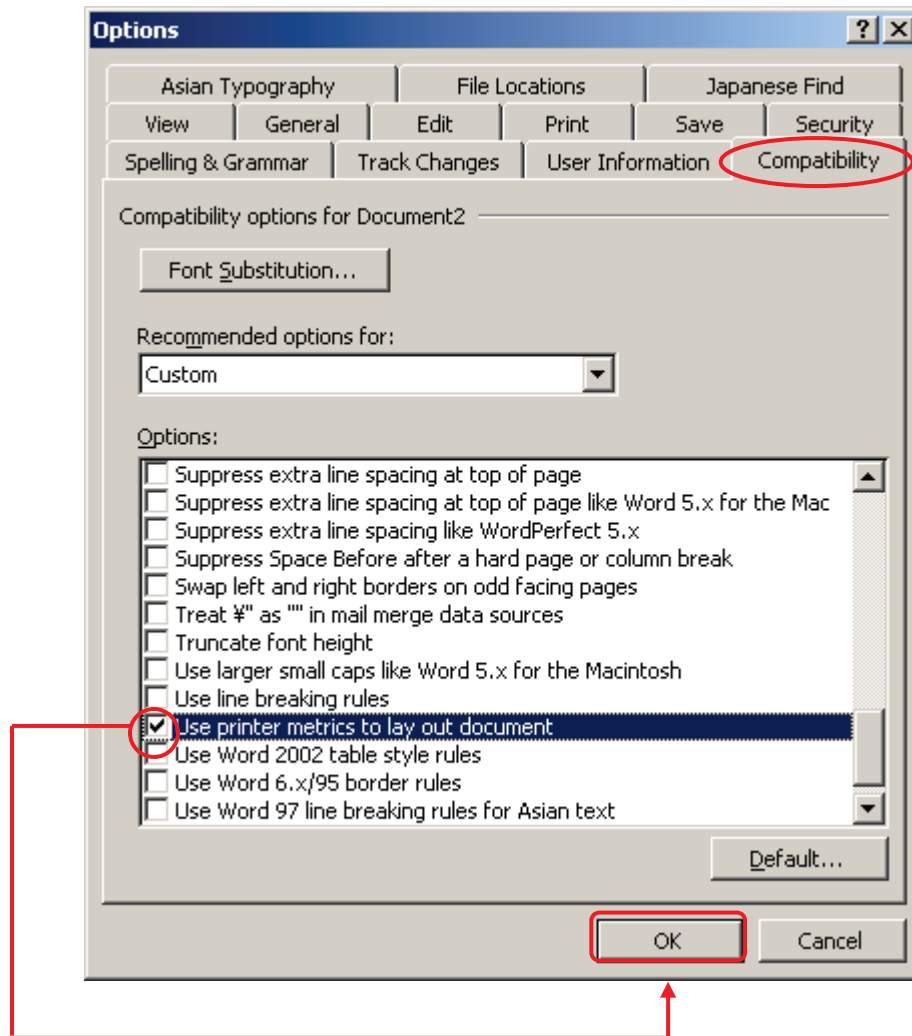 Options
Asian Typography File Locations Japanese Find
View General Edit Print Save Security
Spelling & Grammar Track Changes User Information Compatibility
Compatibility options for Document2
Font Substitution...
Recommended options for:
Custom
Options:
Suppress extra line spacing at top of page
Suppress extra line spacing at top of page like Word 5.x for the Mac
Suppress extra line spacing like WordPerfect 5.x
Suppress Space Before after a hard page or column break
Swap left and right borders on odd facing pages
Treat ¥" as "" in mail merge data sources
Truncate font height
Use larger small caps like Word 5.x for the Macintosh
Use line breaking rules
Use printer metrics to lay out document
Use Word 2002 table style rules
Use Word 6.x/95 border rules
Use Word 97 line breaking rules for Asian text
Default...
OK Cancel